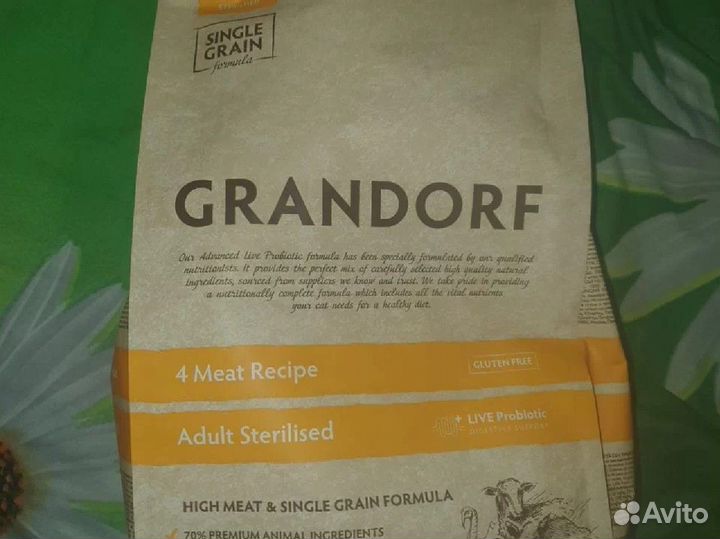 SINGLE
GRAIN
formula
GRANDORF
Our Advanced Live Probiotic formula has been specially formulated by our qualified
nutritionists. It provides the perfect mix of carefully selected high quality natural
ingredients, sourced from suppliers we know and trust. We take pride in providing
a nutritionally complete formula which includes all the vital nutrients
your cat needs for a healthy diet.
4 Meat Recipe
GLUTEN FREE
Adult Sterilised
LIVE Probiotic
DIGESTIVE SUPPORT
HIGH MEAT & SINGLE GRAIN FORMULA
70% PREMIUM ANIMAL INGREDIENTS
Avito